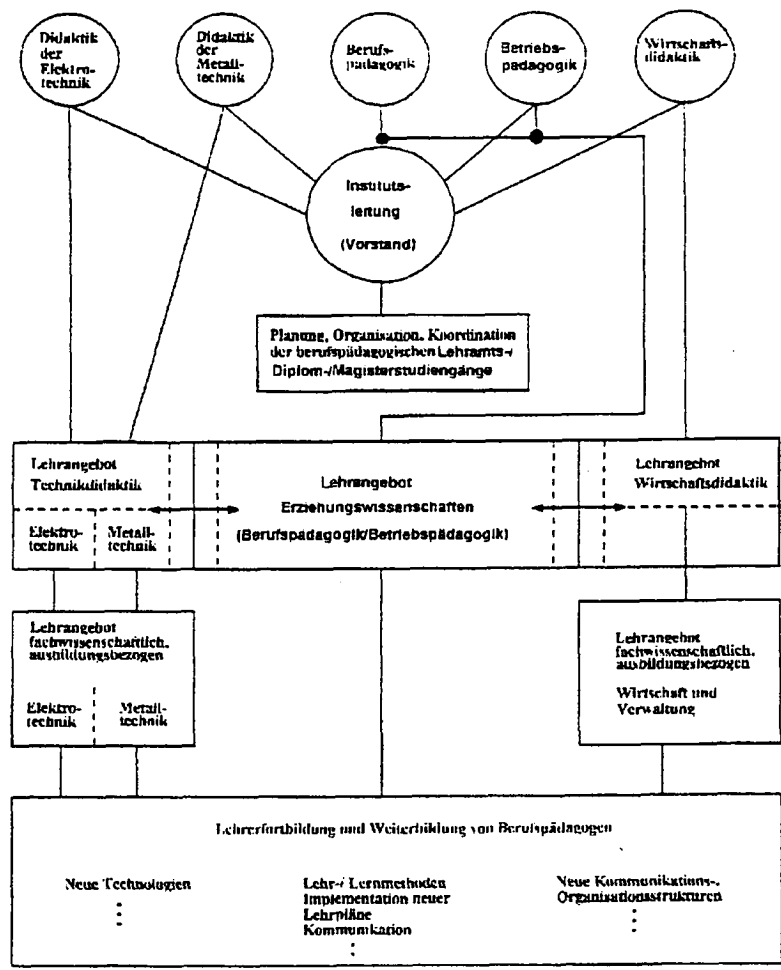 Didaktik
der
Elektro-
technik
Didaktik
der
Metall-
technik
Berufs-
pädagogik
Betriebs-
pädagogik
Wirtschafts-
didaktik
Instituts-
leitung
(Vorstand)
Planung, Organisation, Koordination
der berufspädagogischen Lehramts-/
Diplom-/Magisterstudiengänge
Lehrangebot
Technikdidaktik
Elektro-
technik
Metall-
technik
Lehrangebot
Erziehungswissenschaften
(Berufspädagogik/Betriebspädagogik)
Lehrangebot
Wirtschaftsdidaktik
Lehrangebot
fachwissenschaftlich,
ausbildungsbezogen
Elektro-
technik
Metall-
technik
Lehrangebot
fachwissenschaftlich,
ausbildungsbezogen
Wirtschaft und
Verwaltung
Lehrerfortbildung und Weiterbildung von Berufspädagogen
Neue Technologien
Lehr-/ Lernmethoden
Implementation neuer
Lehrpläne
Kommunikation
Neue Kommunikations-,
Organisationsstrukturen